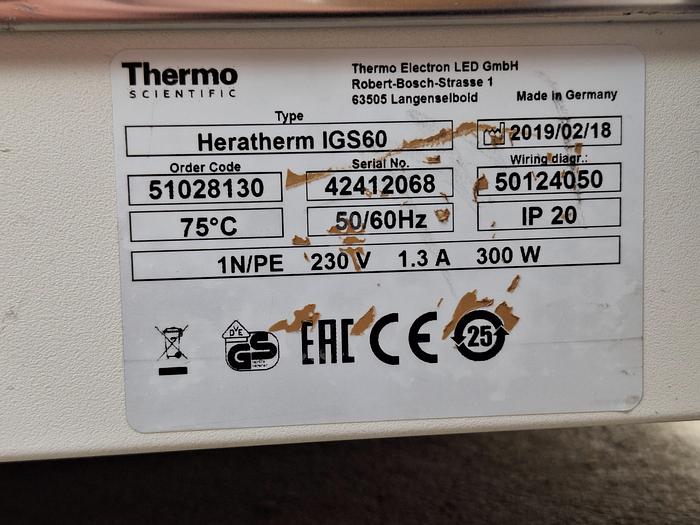 Thermo
SCIENTIFIC
Thermo Electron LED GmbH
Robert-Bosch-Strasse 1
63505 Langenselbold
Made in Germany
Type
Heratherm IGS60
2019/02/18
Order Code
Serial No.
Wiring diagr.:
51028130
42412068
50124050
75°C
50/60Hz
IP 20
1N/PE 230 V 1.3 A 300 W
DVE
GS
EAC
CE
25